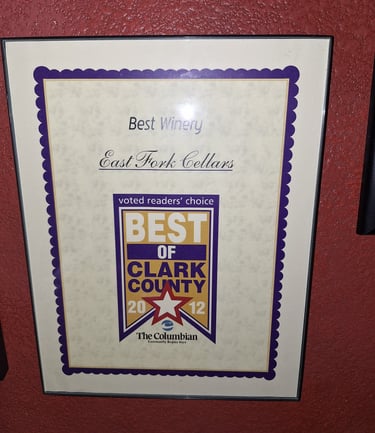 Best Winery
East Fork Cellars
voted readers' choice
BEST
OF
CLARK
COUNTY
20 12
The Columbian